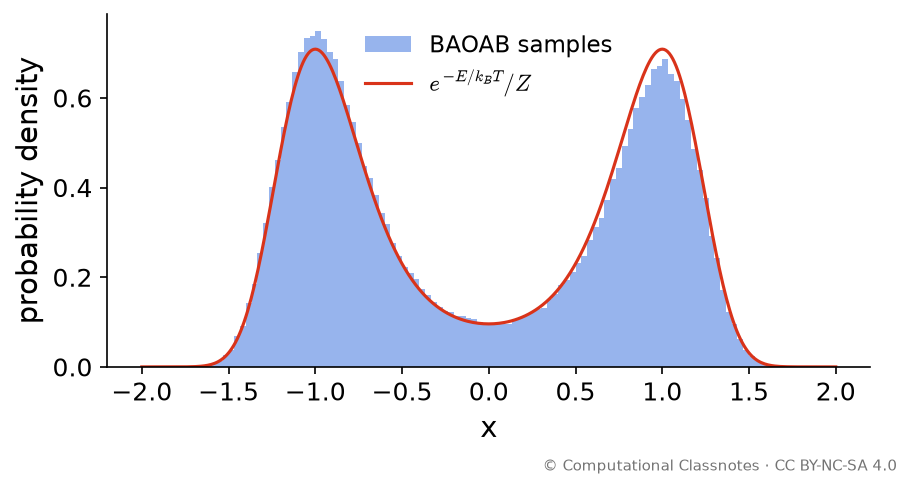 BAOAB samples
e^{-E/k_BT}/Z
probability density
0.6
0.4
0.2
0.0
−2.0 −1.5 −1.0 −0.5 0.0 0.5 1.0 1.5 2.0
x
© Computational Classnotes · CC BY-NC-SA 4.0